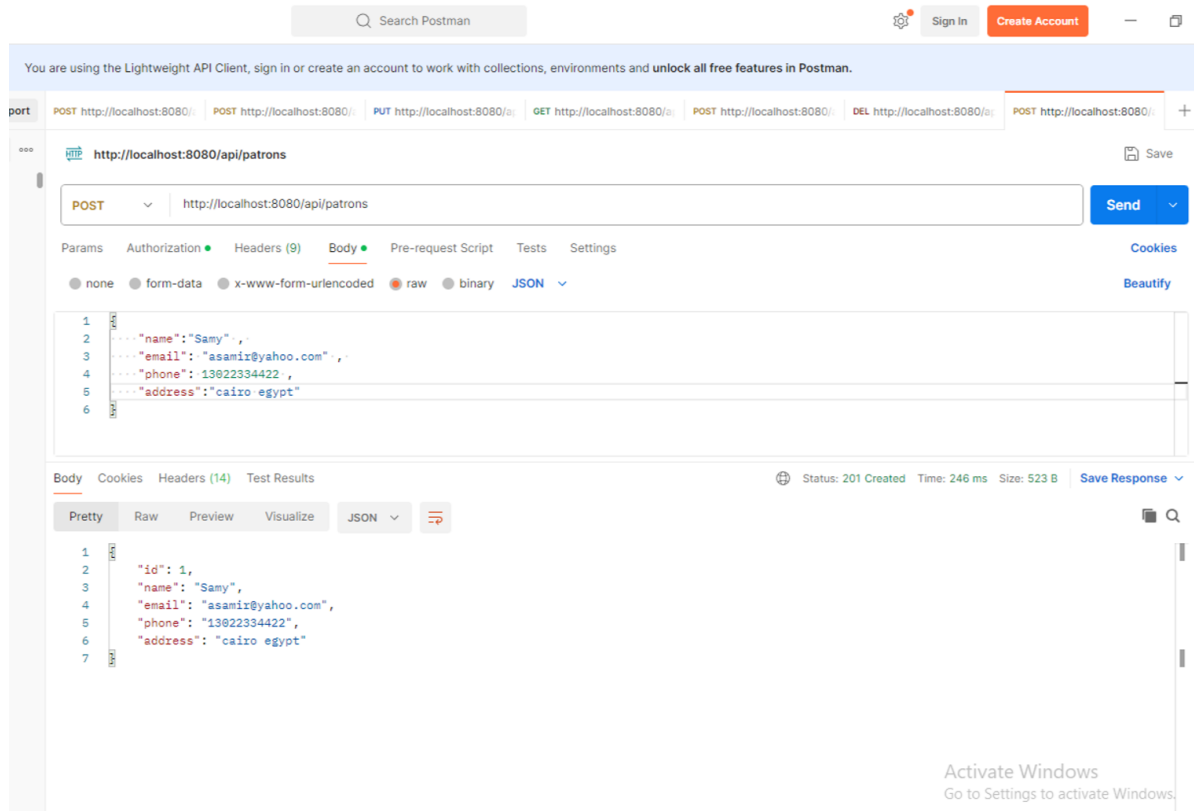 Search Postman Sign In Create Account
You are using the Lightweight API Client, sign in or create an account to work with collections, environments and unlock all free features in Postman.
port POST http://localhost:8080/ POST http://localhost:8080/ PUT http://localhost:8080/ap GET http://localhost:8080/ap POST http://localhost:8080/ DEL http://localhost:8080/ap POST http://localhost:8080/
HTTP http://localhost:8080/api/patrons Save
POST http://localhost:8080/api/patrons Send
Params Authorization Headers (9) Body Pre-request Script Tests Settings Cookies
none form-data x-www-form-urlencoded raw binary JSON Beautify
1 {
2 "name":"Samy" ,
3 "email": "asamir@yahoo.com" ,
4 "phone": 13022334422 ,
5 "address":"cairo egypt"
6 }
Body Cookies Headers (14) Test Results Status: 201 Created Time: 246 ms Size: 523 B Save Response
Pretty Raw Preview Visualize JSON
1 {
2 "id": 1,
3 "name": "Samy",
4 "email": "asamir@yahoo.com",
5 "phone": "13022334422",
6 "address": "cairo egypt"
7 }
Activate Windows
Go to Settings to activate Windows.